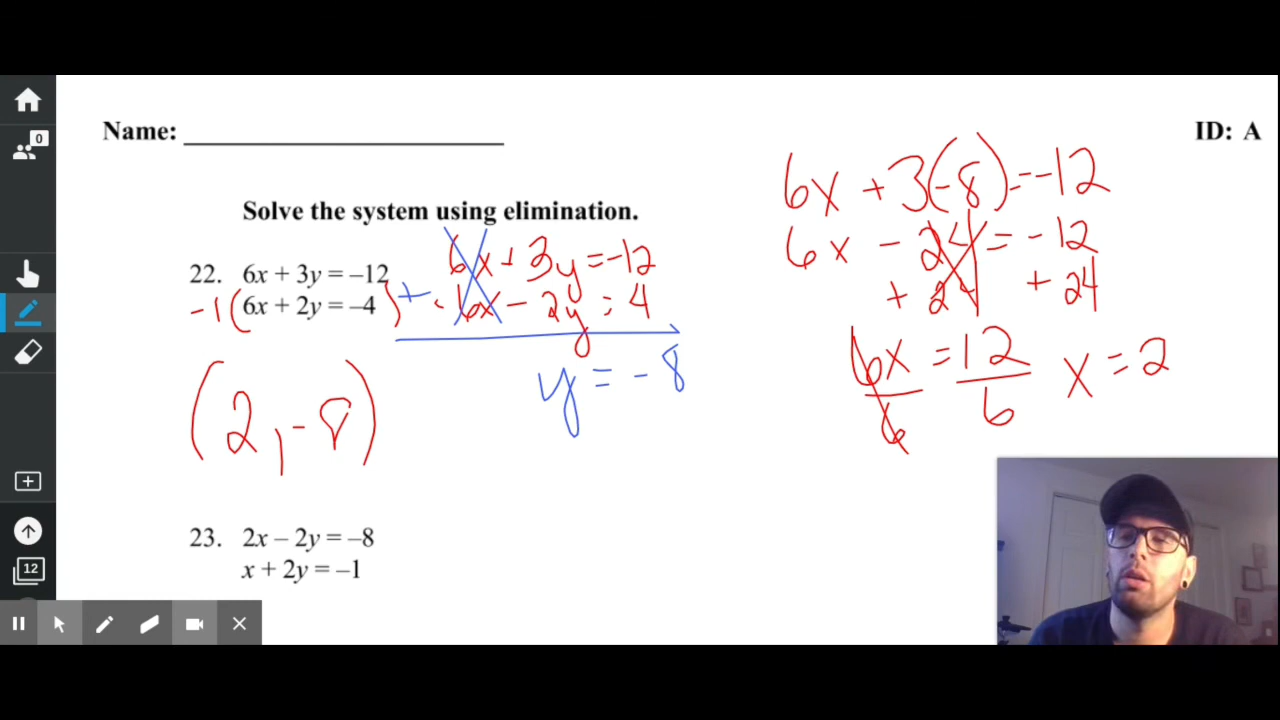 0
Name: ID: A
6x + 3(-8) = -12
Solve the system using elimination.
22. 6x + 3y = –12
6x + 3y = -12
6x - 24 = -12
-1( 6x + 2y = –4 )
+ -6x - 2y = 4
+ 24 + 24
y = -8
6x = 12 x = 2
6 6
(2, -8)
23. 2x – 2y = –8
x + 2y = –1
12